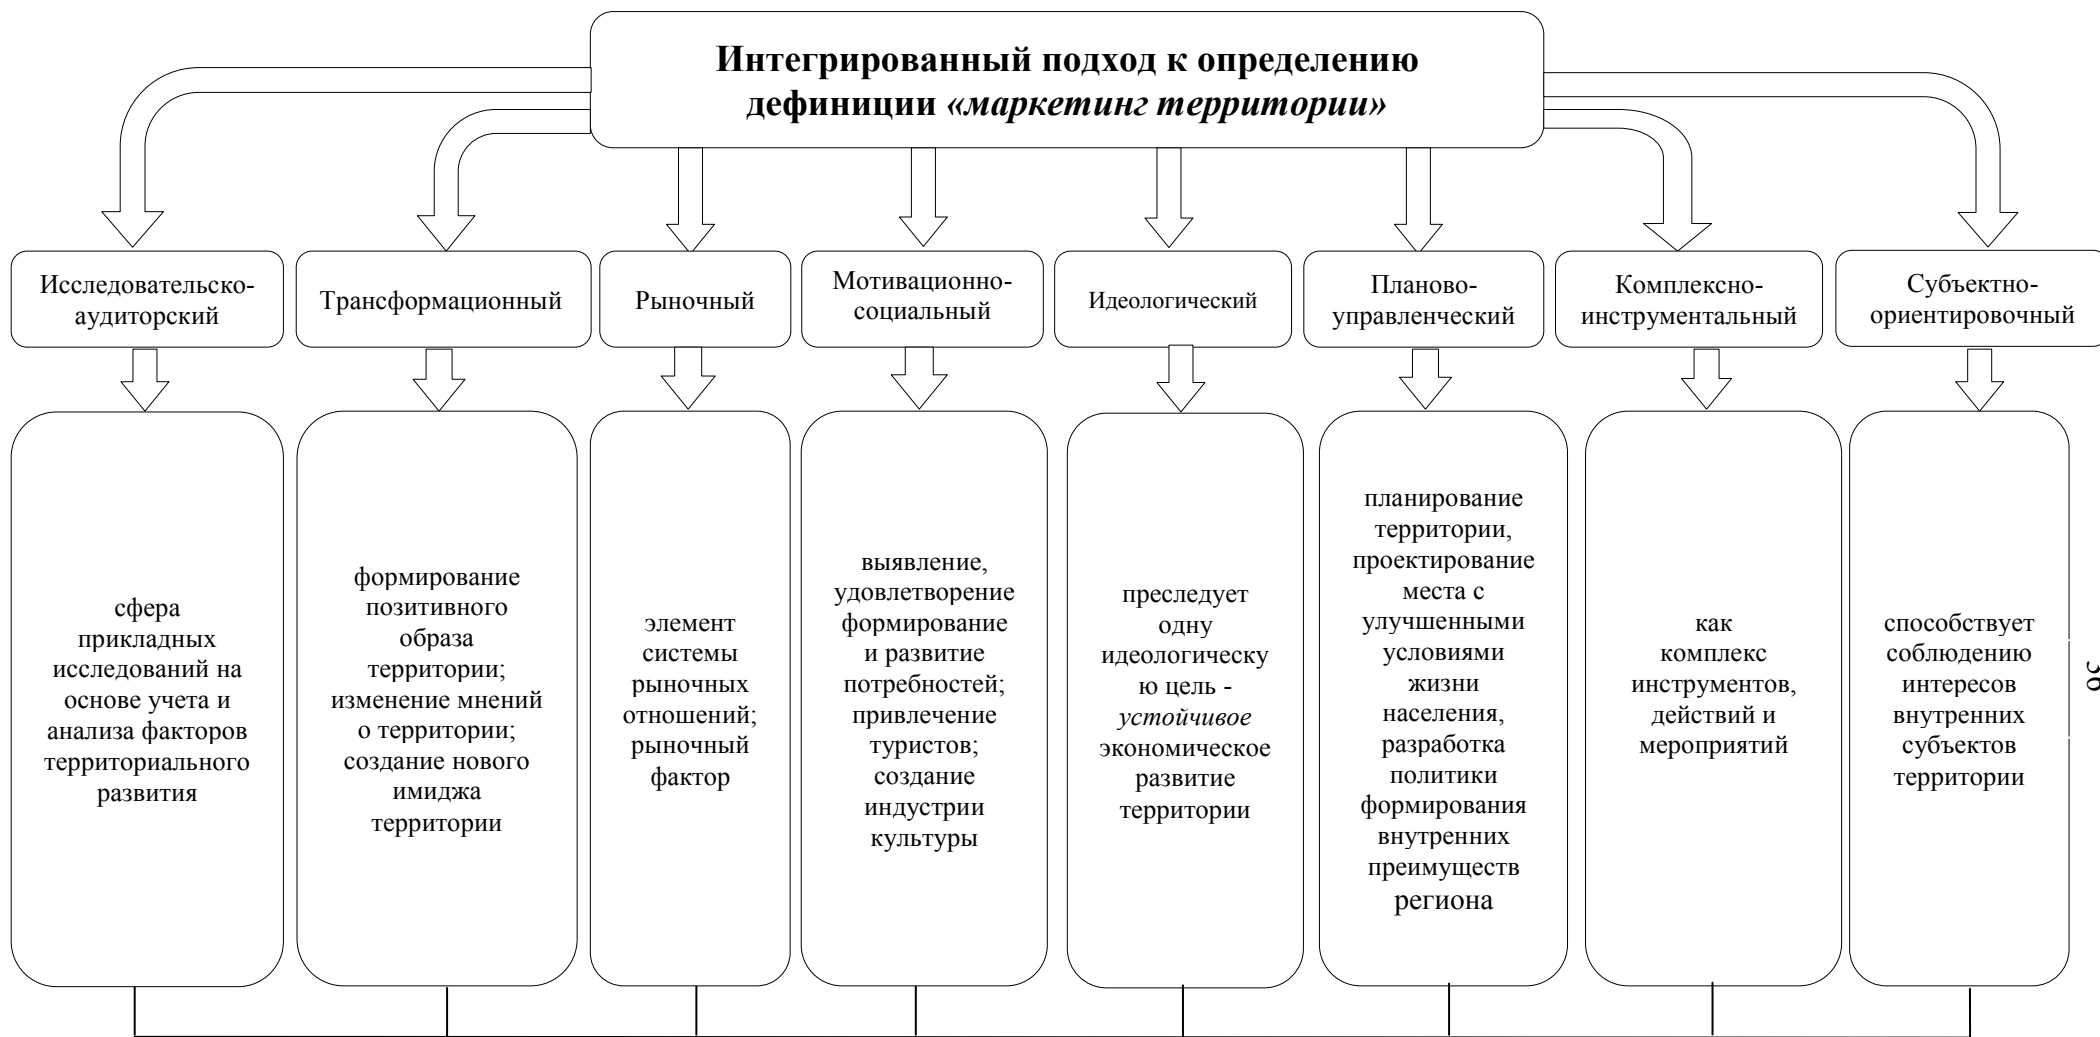 Интегрированный подход к определению
дефиниции «маркетинг территории»
Исследовательско-
аудиторский
Трансформационный
Рыночный
Мотивационно-
социальный
Идеологический
Планово-
управленческий
Комплексно-
инструментальный
Субъектно-
ориентировочный
сфера
прикладных
исследований на
основе учета и
анализа факторов
территориального
развития
формирование
позитивного
образа
территории;
изменение мнений
о территории;
создание нового
имиджа
территории
элемент
системы
рыночных
отношений;
рыночный
фактор
выявление,
удовлетворение
формирование
и развитие
потребностей;
привлечение
туристов;
создание
индустрии
культуры
преследует
одну
идеологическу
ю цель -
устойчивое
экономическое
развитие
территории
планирование
территории,
проектирование
места с
улучшенными
условиями
жизни
населения,
разработка
политики
формирования
внутренних
преимуществ
региона
как
комплекс
инструментов,
действий и
мероприятий
способствует
соблюдению
интересов
внутренних
субъектов
территории